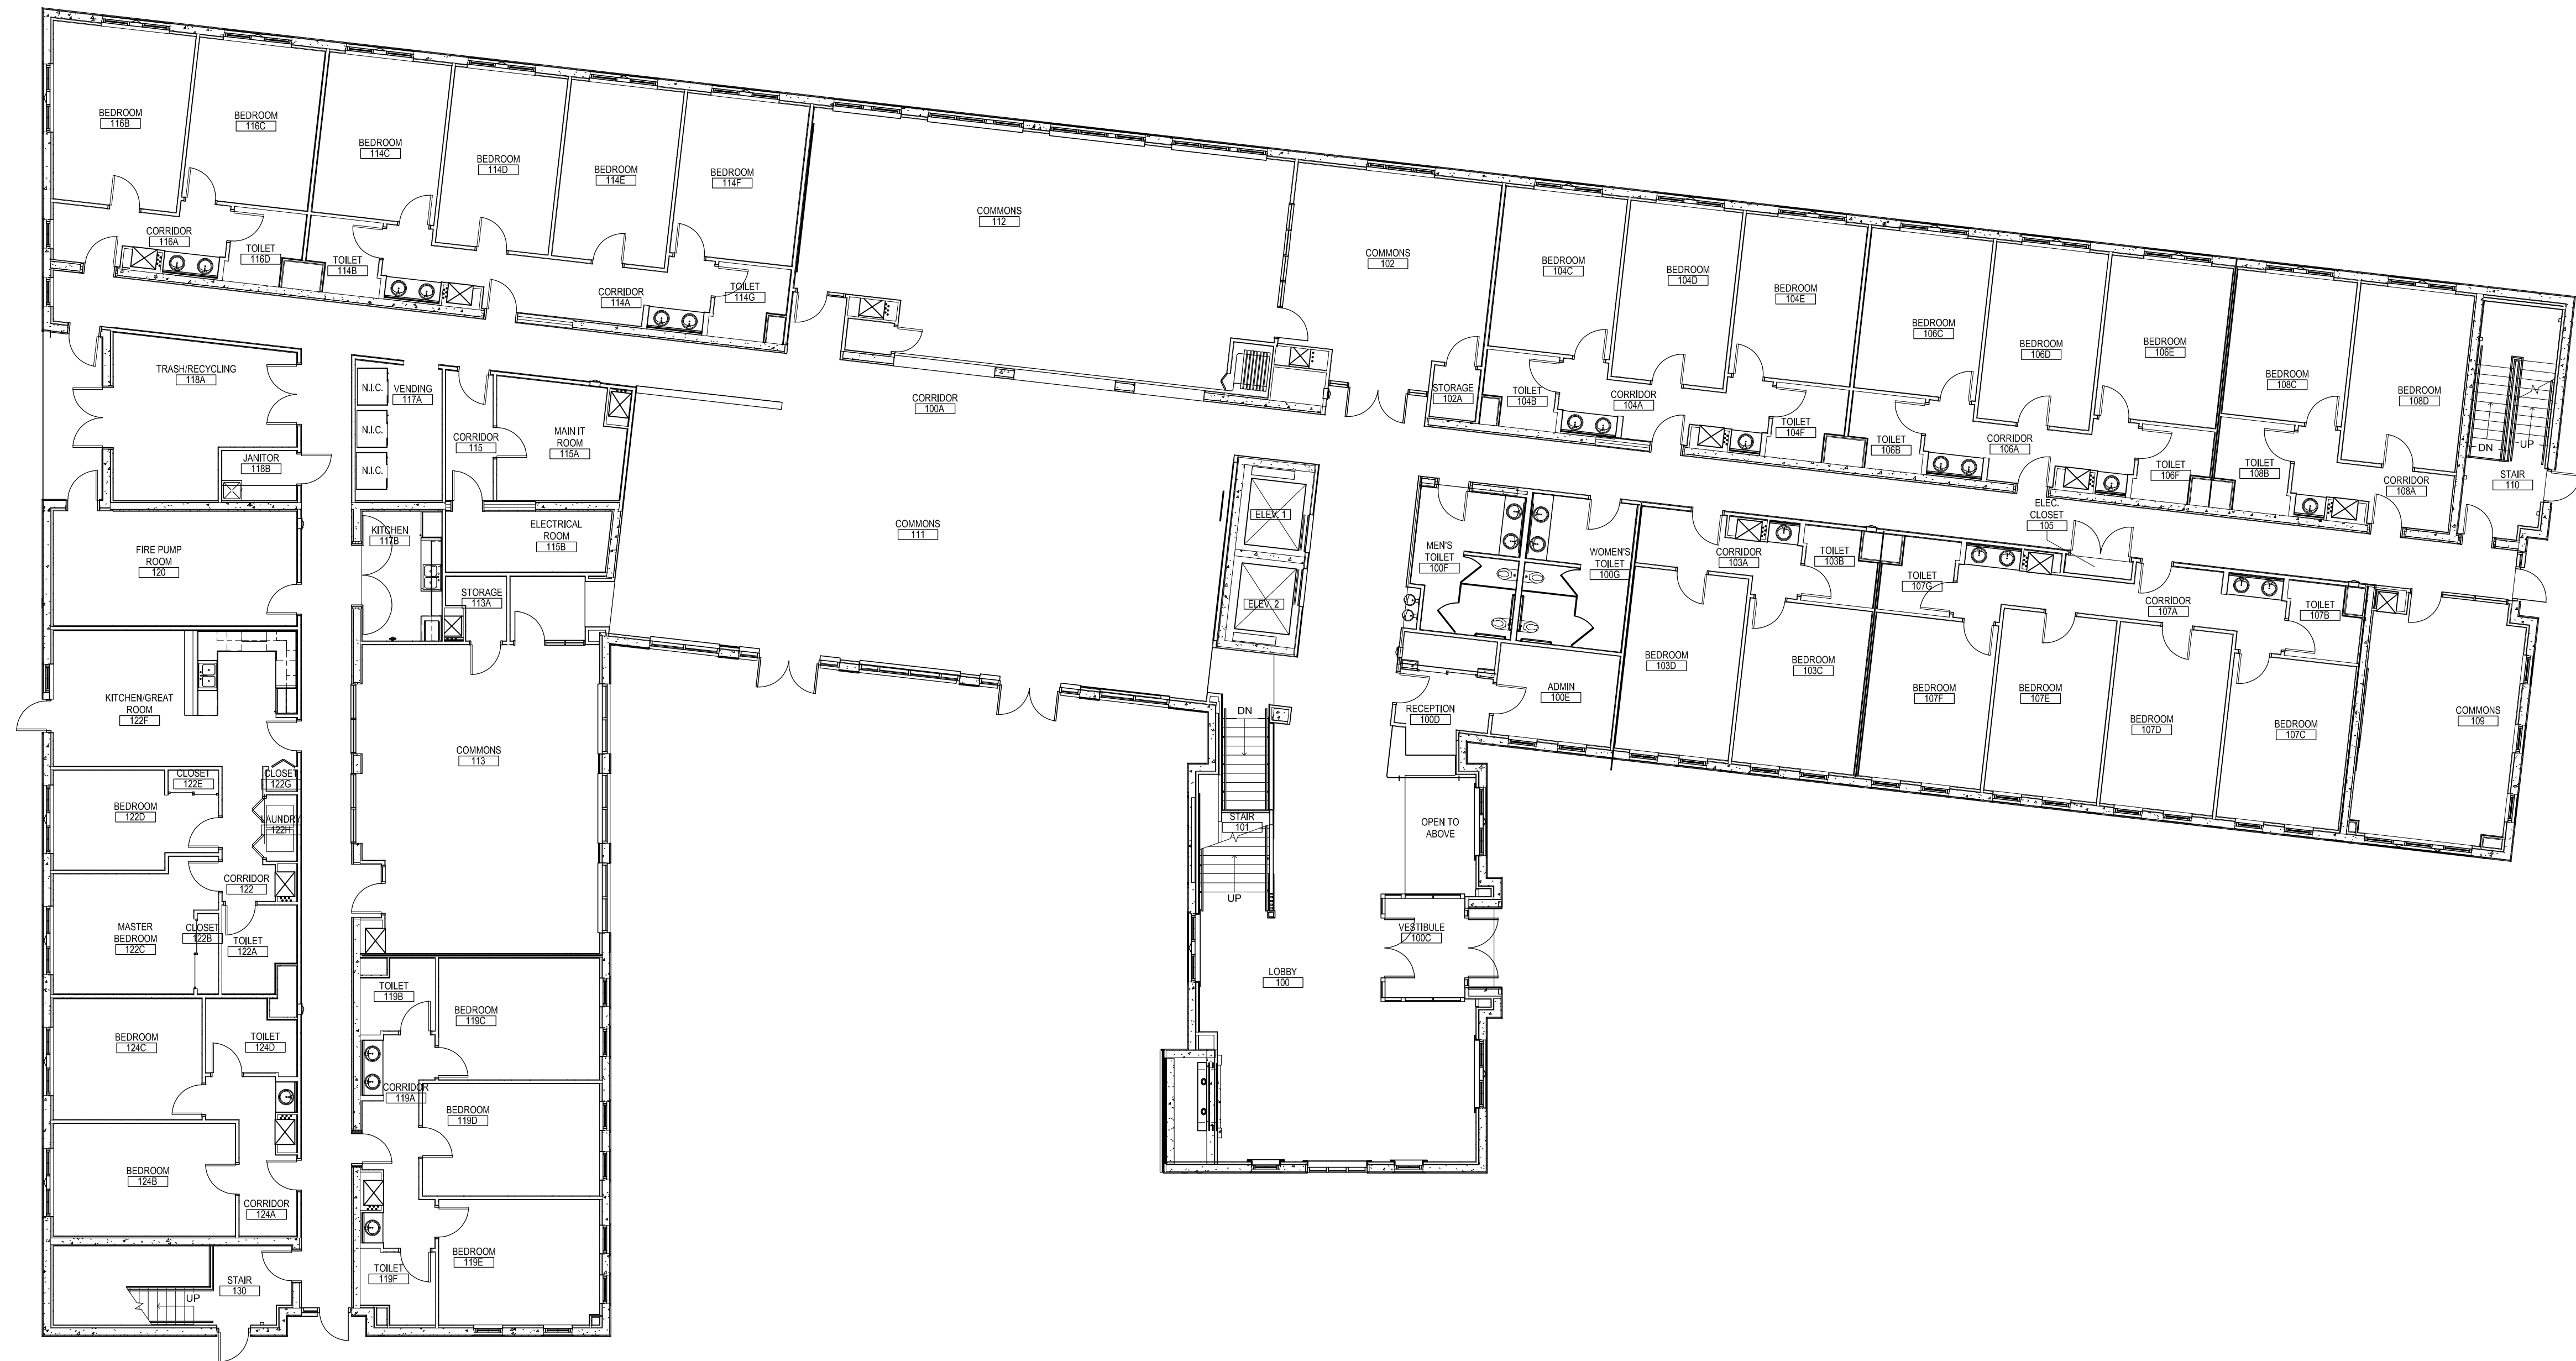 BEDROOM
116B
BEDROOM
116C
BEDROOM
114C
BEDROOM
114D
BEDROOM
114E
BEDROOM
114F
COMMONS
112
COMMONS
102
BEDROOM
104C
BEDROOM
104D
BEDROOM
104E
BEDROOM
106C
BEDROOM
106D
BEDROOM
106E
BEDROOM
108C
BEDROOM
108D
CORRIDOR
116A
TOILET
116D
TOILET
114B
CORRIDOR
114A
TOILET
114G
STORAGE
102A
TOILET
104B
CORRIDOR
104A
TOILET
104F
TOILET
106B
CORRIDOR
106A
TOILET
106F
TOILET
108B
CORRIDOR
108A
DN
UP
STAIR
110
TRASH/RECYCLING
118A
JANITOR
118B
N.I.C.
N.I.C.
N.I.C.
VENDING
117A
CORRIDOR
115
MAIN IT
ROOM
115A
CORRIDOR
100A
COMMONS
111
ELEV. 1
ELEV. 2
ELEC.
CLOSET
105
FIRE PUMP
ROOM
120
KITCHEN
117B
ELECTRICAL
ROOM
115B
STORAGE
113A
MEN'S
TOILET
100F
WOMEN'S
TOILET
100G
CORRIDOR
103A
TOILET
103B
TOILET
107G
CORRIDOR
107A
TOILET
107B
BEDROOM
103D
BEDROOM
103C
BEDROOM
107F
BEDROOM
107E
BEDROOM
107D
BEDROOM
107C
COMMONS
109
ADMIN
100E
RECEPTION
100D
KITCHEN/GREAT
ROOM
122F
COMMONS
113
CLOSET
122E
CLOSET
122G
BEDROOM
122D
LAUNDRY
122H
CORRIDOR
122
MASTER
BEDROOM
122C
CLOSET
122B
TOILET
122A
DN
STAIR
101
UP
OPEN TO
ABOVE
VESTIBULE
100C
LOBBY
100
TOILET
119B
BEDROOM
119C
BEDROOM
124C
TOILET
124D
CORRIDOR
119A
BEDROOM
119D
BEDROOM
124B
CORRIDOR
124A
BEDROOM
119E
TOILET
119F
STAIR
130
UP